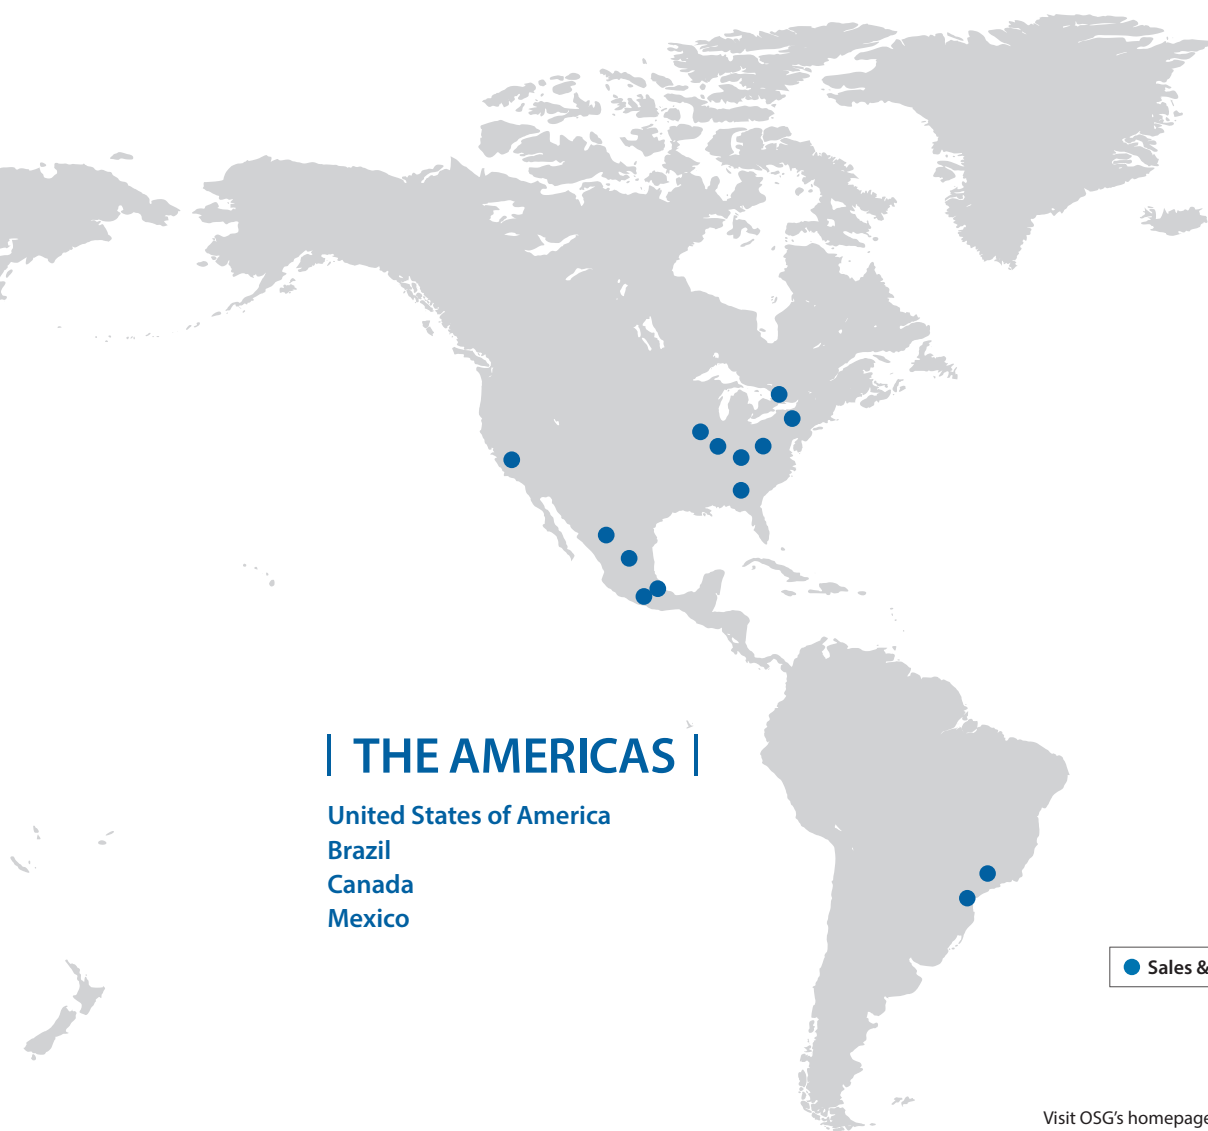 | THE AMERICAS |
United States of America
Brazil
Canada
Mexico
Sales &
Visit OSG's homepage